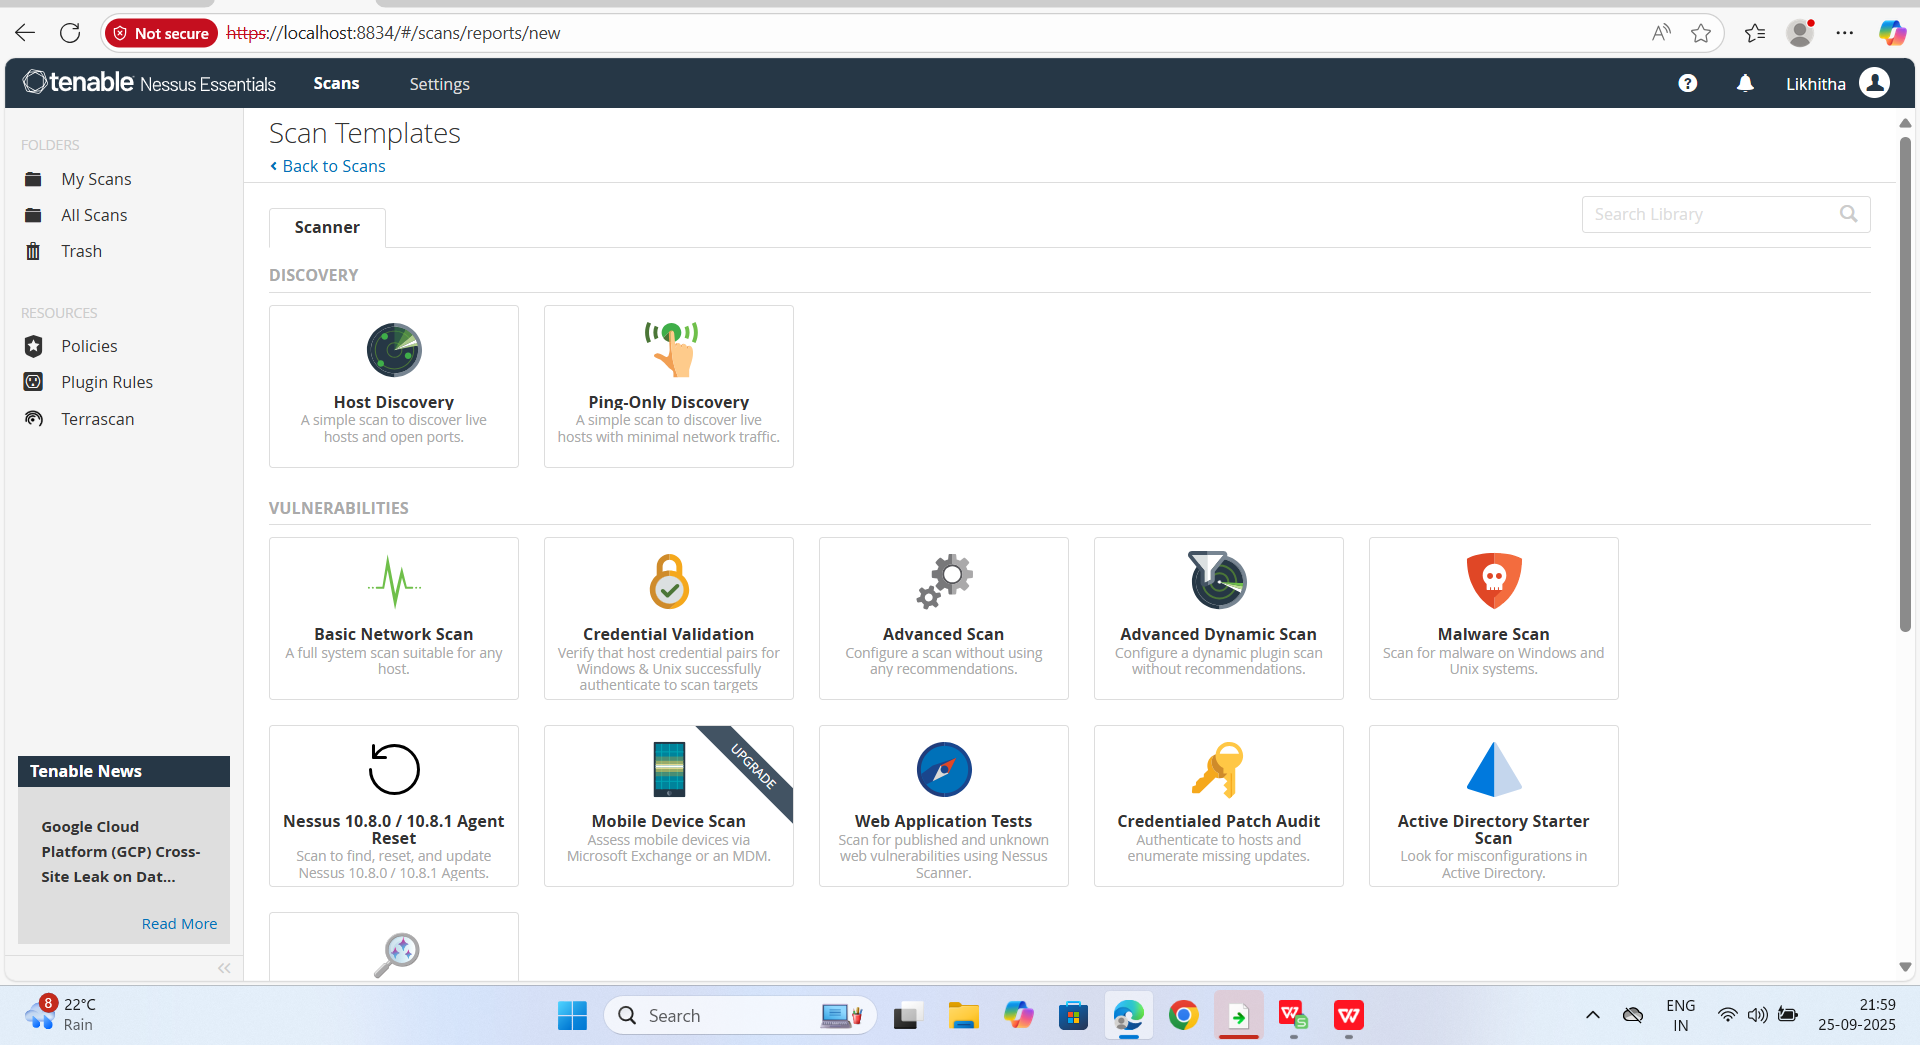 Not secure
https://localhost:8834/#/scans/reports/new
tenable Nessus Essentials
Scans
Settings
Likhitha
FOLDERS
My Scans
All Scans
Trash
RESOURCES
Policies
Plugin Rules
Terrascan
Tenable News
Google Cloud
Platform (GCP) Cross-
Site Leak on Dat...
Read More
Scan Templates
Back to Scans
Scanner
Search Library
DISCOVERY
Host Discovery
A simple scan to discover live
hosts and open ports.
Ping-Only Discovery
A simple scan to discover live
hosts with minimal network traffic.
VULNERABILITIES
Basic Network Scan
A full system scan suitable for any
host.
Credential Validation
Verify that host credential pairs for
Windows & Unix successfully
authenticate to scan targets
Advanced Scan
Configure a scan without using
any recommendations.
Advanced Dynamic Scan
Configure a dynamic plugin scan
without recommendations.
Malware Scan
Scan for malware on Windows and
Unix systems.
Nessus 10.8.0 / 10.8.1 Agent
Reset
Scan to find, reset, and update
Nessus 10.8.0 / 10.8.1 Agents.
UPGRADE
Mobile Device Scan
Assess mobile devices via
Microsoft Exchange or an MDM.
Web Application Tests
Scan for published and unknown
web vulnerabilities using Nessus
Scanner.
Credentialed Patch Audit
Authenticate to hosts and
enumerate missing updates.
Active Directory Starter
Scan
Look for misconfigurations in
Active Directory.
8
22°C
Rain
Search
ENG
IN
21:59
25-09-2025